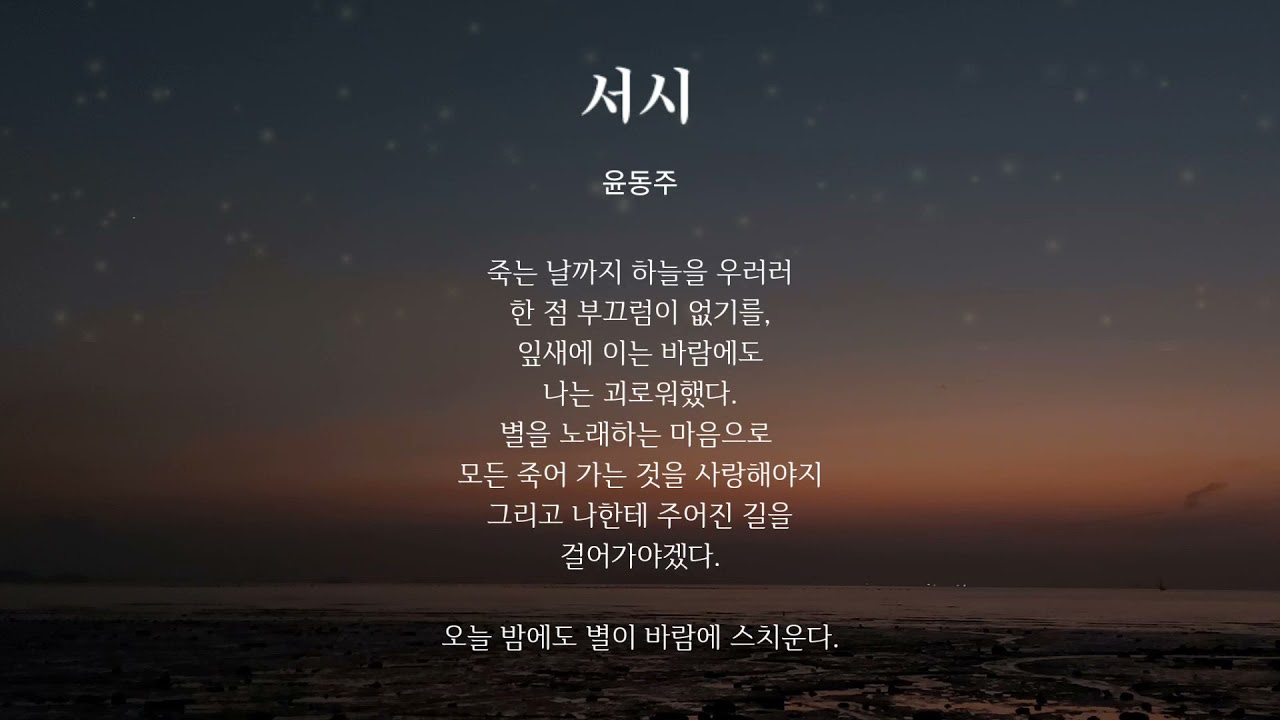 서시
윤동주
죽는 날까지 하늘을 우러러
한 점 부끄럼이 없기를,
잎새에 이는 바람에도
나는 괴로워했다.
별을 노래하는 마음으로
모든 죽어 가는 것을 사랑해야지
그리고 나한테 주어진 길을
걸어가야겠다.
오늘 밤에도 별이 바람에 스치운다.